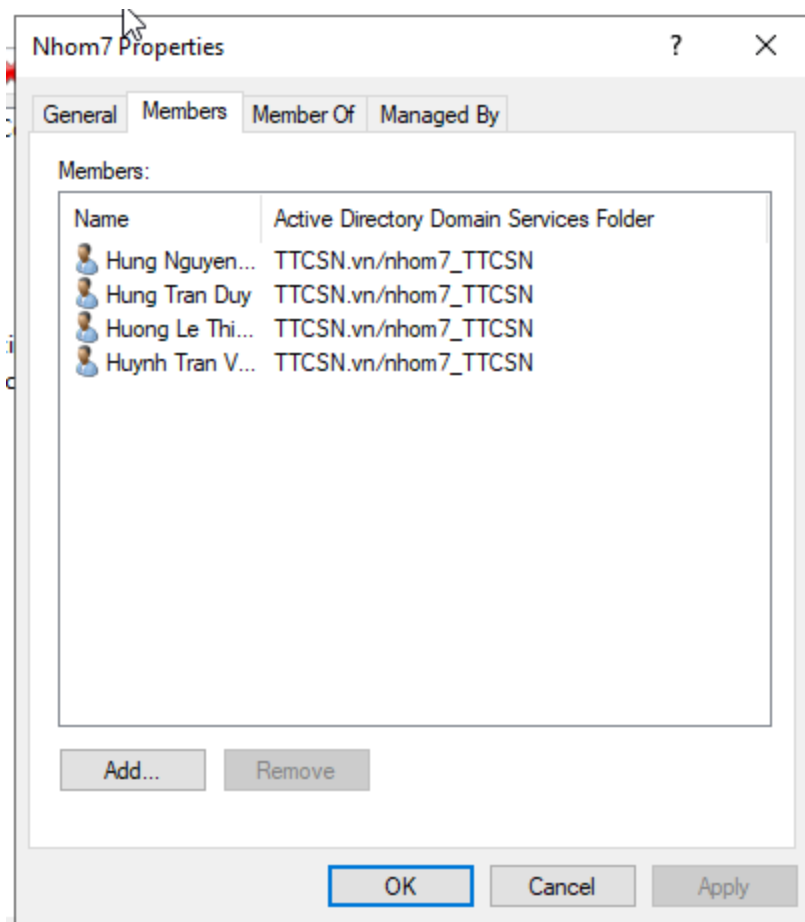 Nhom7 Properties
?
General Members Member Of Managed By
Members:
Name Active Directory Domain Services Folder
Hung Nguyen... TTCSN.vn/nhom7_TTCSN
Hung Tran Duy TTCSN.vn/nhom7_TTCSN
Huong Le Thi... TTCSN.vn/nhom7_TTCSN
Huynh Tran V... TTCSN.vn/nhom7_TTCSN
Add... Remove
OK Cancel Apply